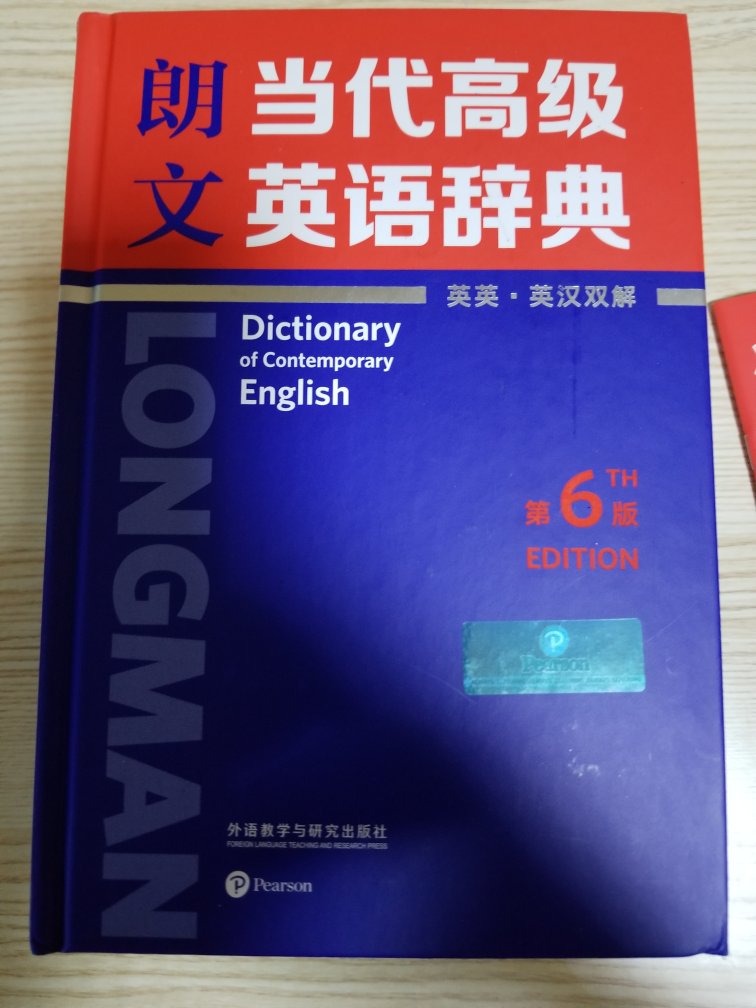 朗文
当代高级
英语辞典
英英·英汉双解
LONGMAN
Dictionary
of Contemporary
English
第6TH版
EDITION
Pearson
外语教学与研究出版社
FOREIGN LANGUAGE TEACHING AND RESEARCH PRESS
Pearson